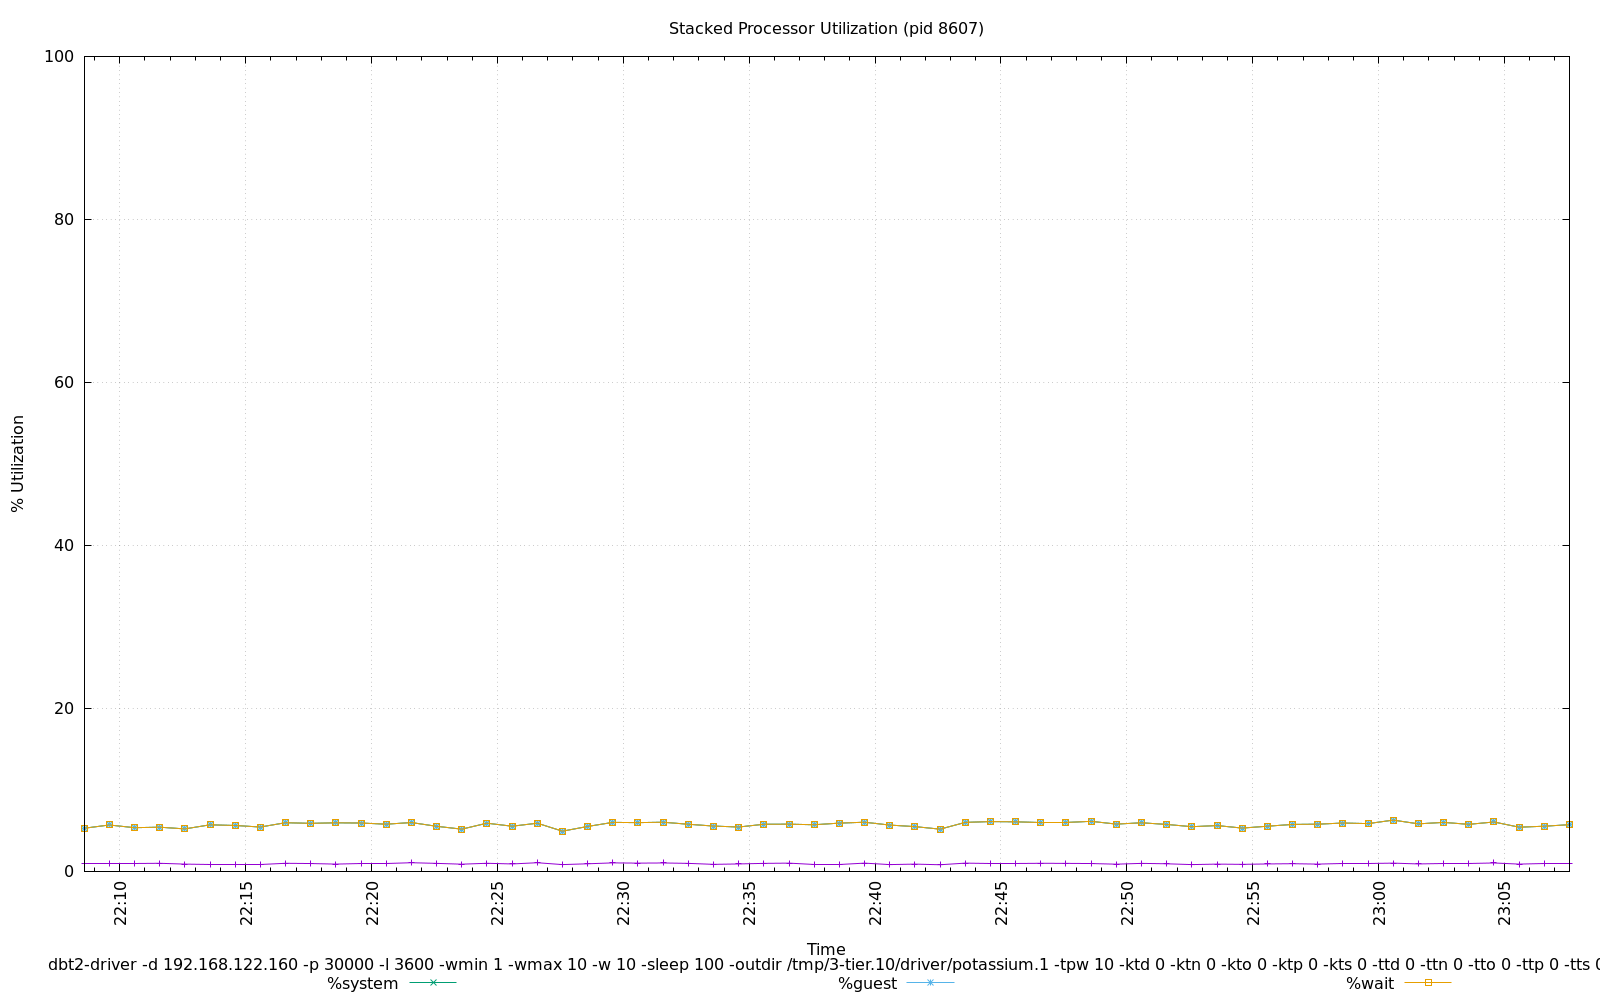 Stacked Processor Utilization (pid 8607)
100
80
60
40
20
0
% Utilization
22:10 22:15 22:20 22:25 22:30 22:35 22:40 22:45 22:50 22:55 23:00 23:05
Time
dbt2-driver -d 192.168.122.160 -p 30000 -l 3600 -wmin 1 -wmax 10 -w 10 -sleep 100 -outdir /tmp/3-tier.10/driver/potassium.1 -tpw 10 -ktd 0 -ktn 0 -kto 0 -ktp 0 -kts 0 -ttd 0 -ttn 0 -tto 0 -ttp 0 -tts 0
%system %guest %wait